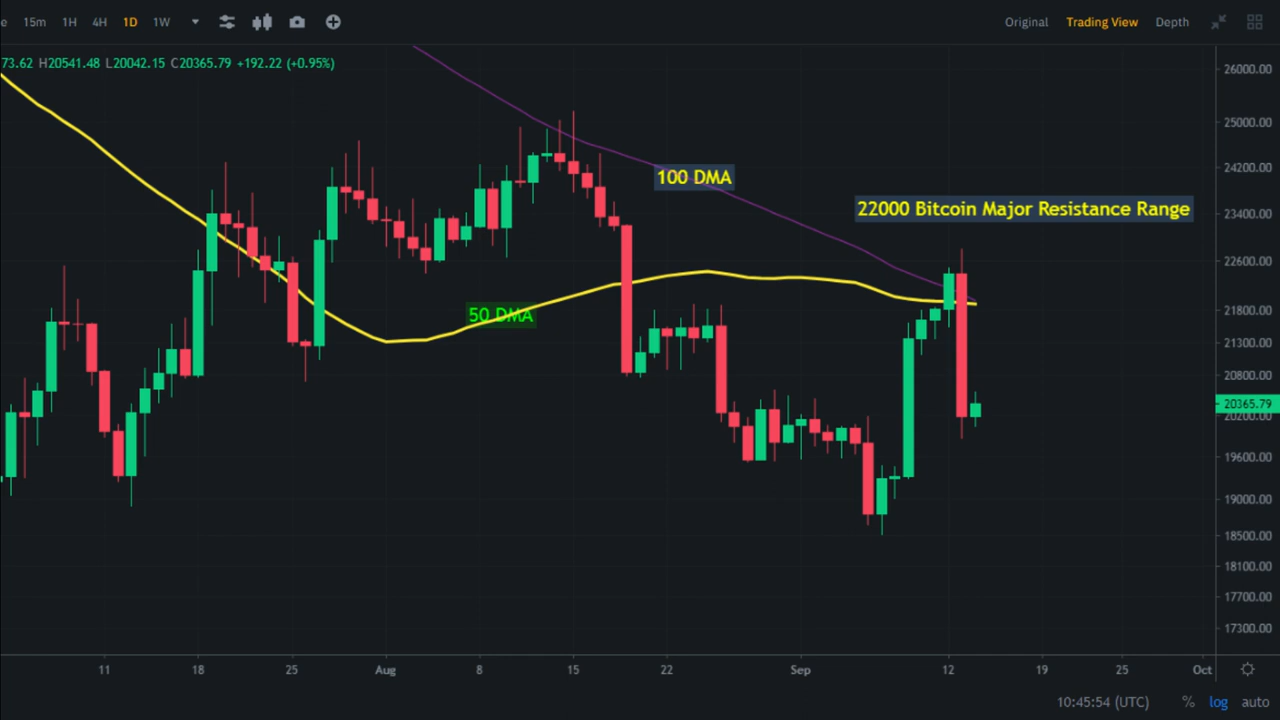 e 15m 1H 4H 1D 1W Original Trading View Depth
73.62 H20541.48 L20042.15 C20365.79 +192.22 (+0.95%)
26000.00
25000.00
24200.00
100 DMA
22000 Bitcoin Major Resistance Range
23400.00
22600.00
50 DMA
21800.00
21300.00
20800.00
20365.79
20200.00
19600.00
19000.00
18500.00
18100.00
17700.00
17300.00
11 18 25 Aug 8 15 22 Sep 12 19 25 Oct
10:45:54 (UTC) % log auto